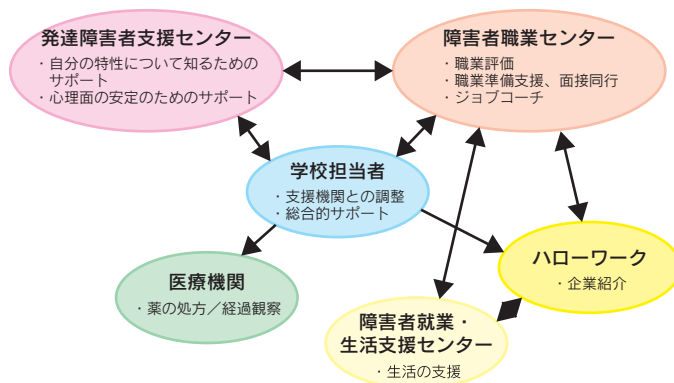 発達障害者支援センター
・自分の特性について知るための
サポート
・心理面の安定のためのサポート
障害者職業センター
・職業評価
・職業準備支援、面接同行
・ジョブコーチ
学校担当者
・支援機関との調整
・総合的サポート
医療機関
・薬の処方／経過観察
ハローワーク
・企業紹介
障害者就業・
生活支援センター
・生活の支援